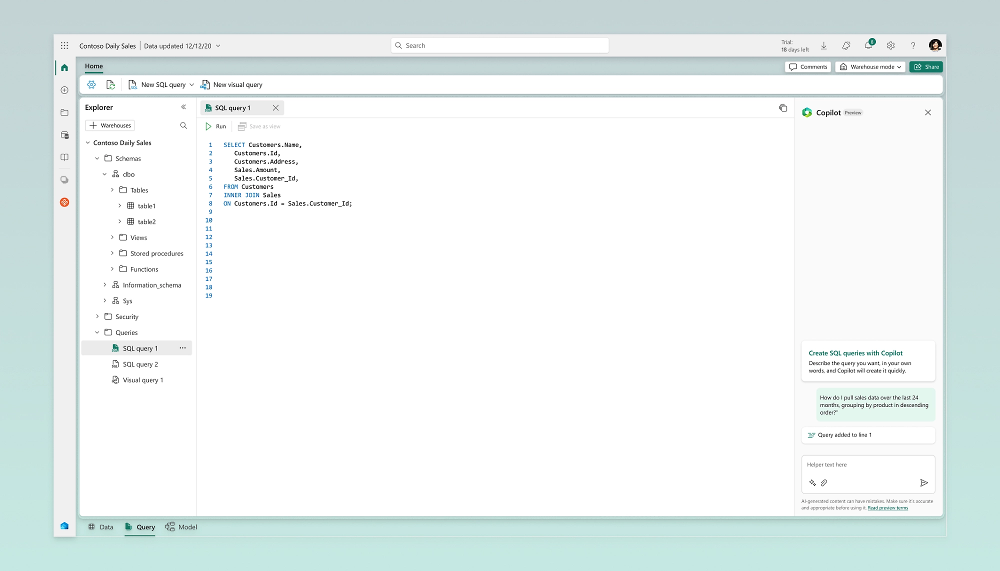 Contoso Daily Sales
Data updated 12/12/20
Search
Trial:
18 days left
8
Home
Comments
Warehouse mode
Share
New SQL query
New visual query
Explorer
Warehouses
Contoso Daily Sales
Schemas
dbo
Tables
table1
table2
Views
Stored procedures
Functions
Information_schema
Sys
Security
Queries
SQL query 1
SQL query 2
Visual query 1
SQL query 1
Run
Save as view
1 SELECT Customers.Name,
2 Customers.Id,
3 Customers.Address,
4 Sales.Amount,
5 Sales.Customer_Id,
6 FROM Customers
7 INNER JOIN Sales
8 ON Customers.Id = Sales.Customer_Id;
9
10
11
12
13
14
15
16
17
18
19
Copilot Preview
Create SQL queries with Copilot
Describe the query you want, in your own
words, and Copilot will create it quickly.
How do I pull sales data over the last 24
months, grouping by product in descending
order?”
Query added to line 1
Helper text here
AI-generated content can have mistakes. Make sure it's accurate
and appropriate before using it. Read preview terms
Data
Query
Model